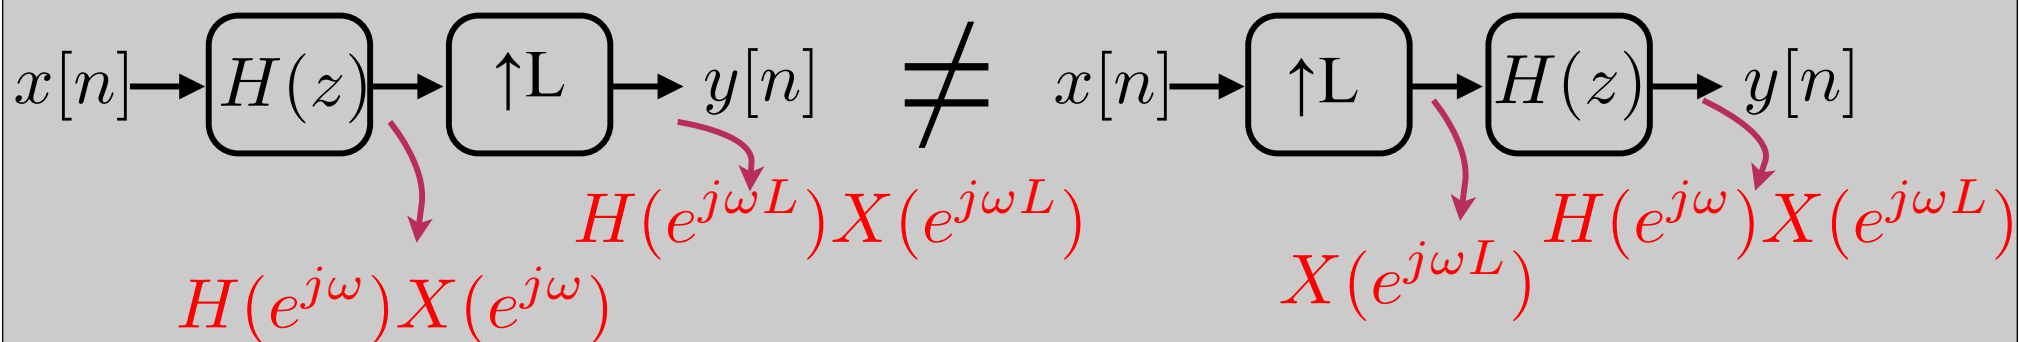 x[n] H(z) ↑L y[n] ≠ x[n] ↑L H(z) y[n]
H(e^{jωL})X(e^{jωL}) H(e^{jω})X(e^{jωL})
H(e^{jω})X(e^{jω}) X(e^{jωL})